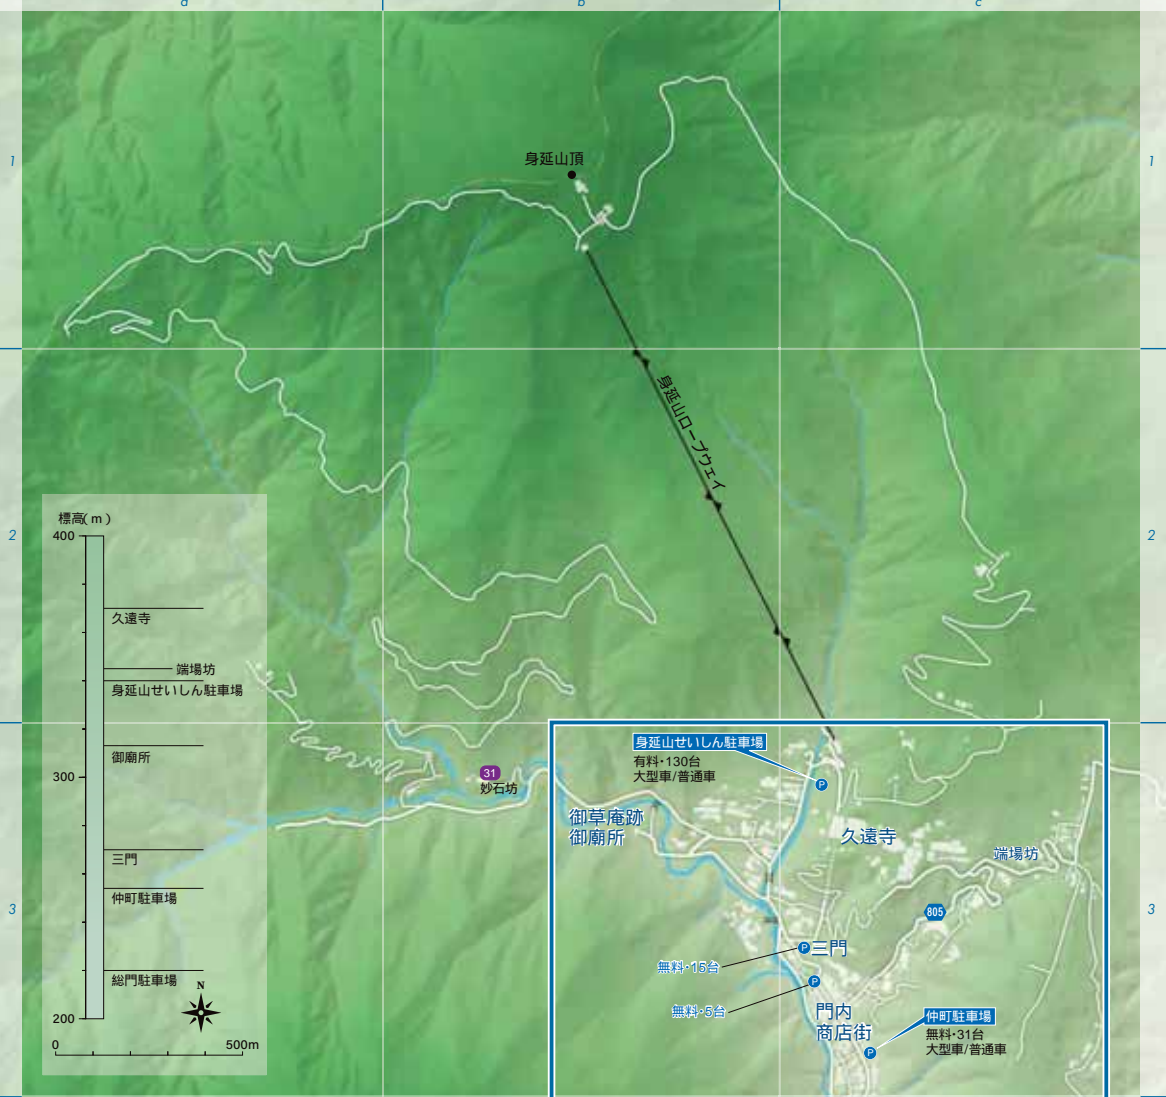 a
b
c
1
1
身延山頂
身延山ロープウェイ
2
2
標高(m)
400
久遠寺
端場坊
身延山せいしん駐車場
御廟所
300
三門
仲町駐車場
総門駐車場
N
200
0
500m
31
妙石坊
身延山せいしん駐車場
有料・130台
大型車/普通車
御草庵跡
御廟所
久遠寺
端場坊
805
3
3
P
P
三門
無料・15台
P
無料・5台
門内
商店街
仲町駐車場
無料・31台
大型車/普通車
P